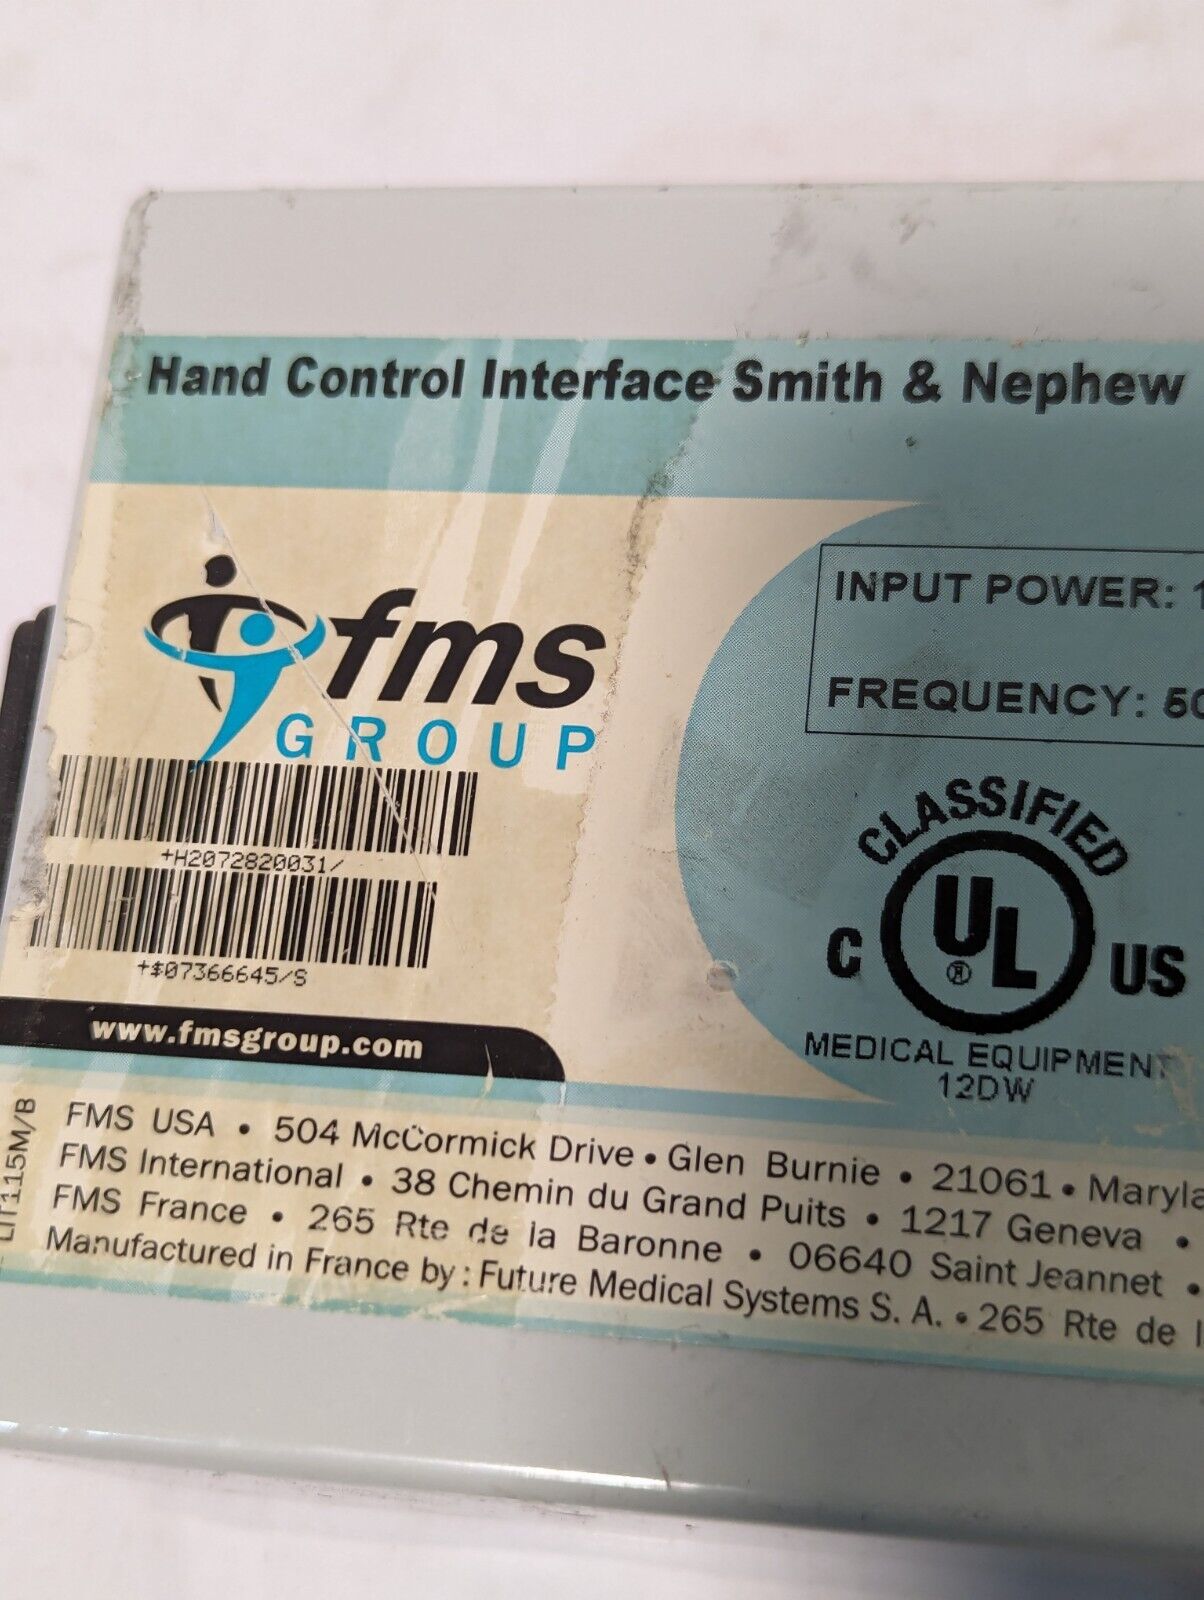 Hand Control Interface Smith & Nephew
fms
GROUP
INPUT POWER: 1
FREQUENCY: 50
+H2072820031/
+$07366645/S
www.fmsgroup.com
CLASSIFIED
UL
®
C US
MEDICAL EQUIPMENT
12DW
LIT115M/B
FMS USA • 504 McCormick Drive • Glen Burnie • 21061 • Maryla
FMS International • 38 Chemin du Grand Puits • 1217 Geneva •
FMS France • 265 Rte de la Baronne • 06640 Saint Jeannet •
Manufactured in France by : Future Medical Systems S. A. • 265 Rte de l